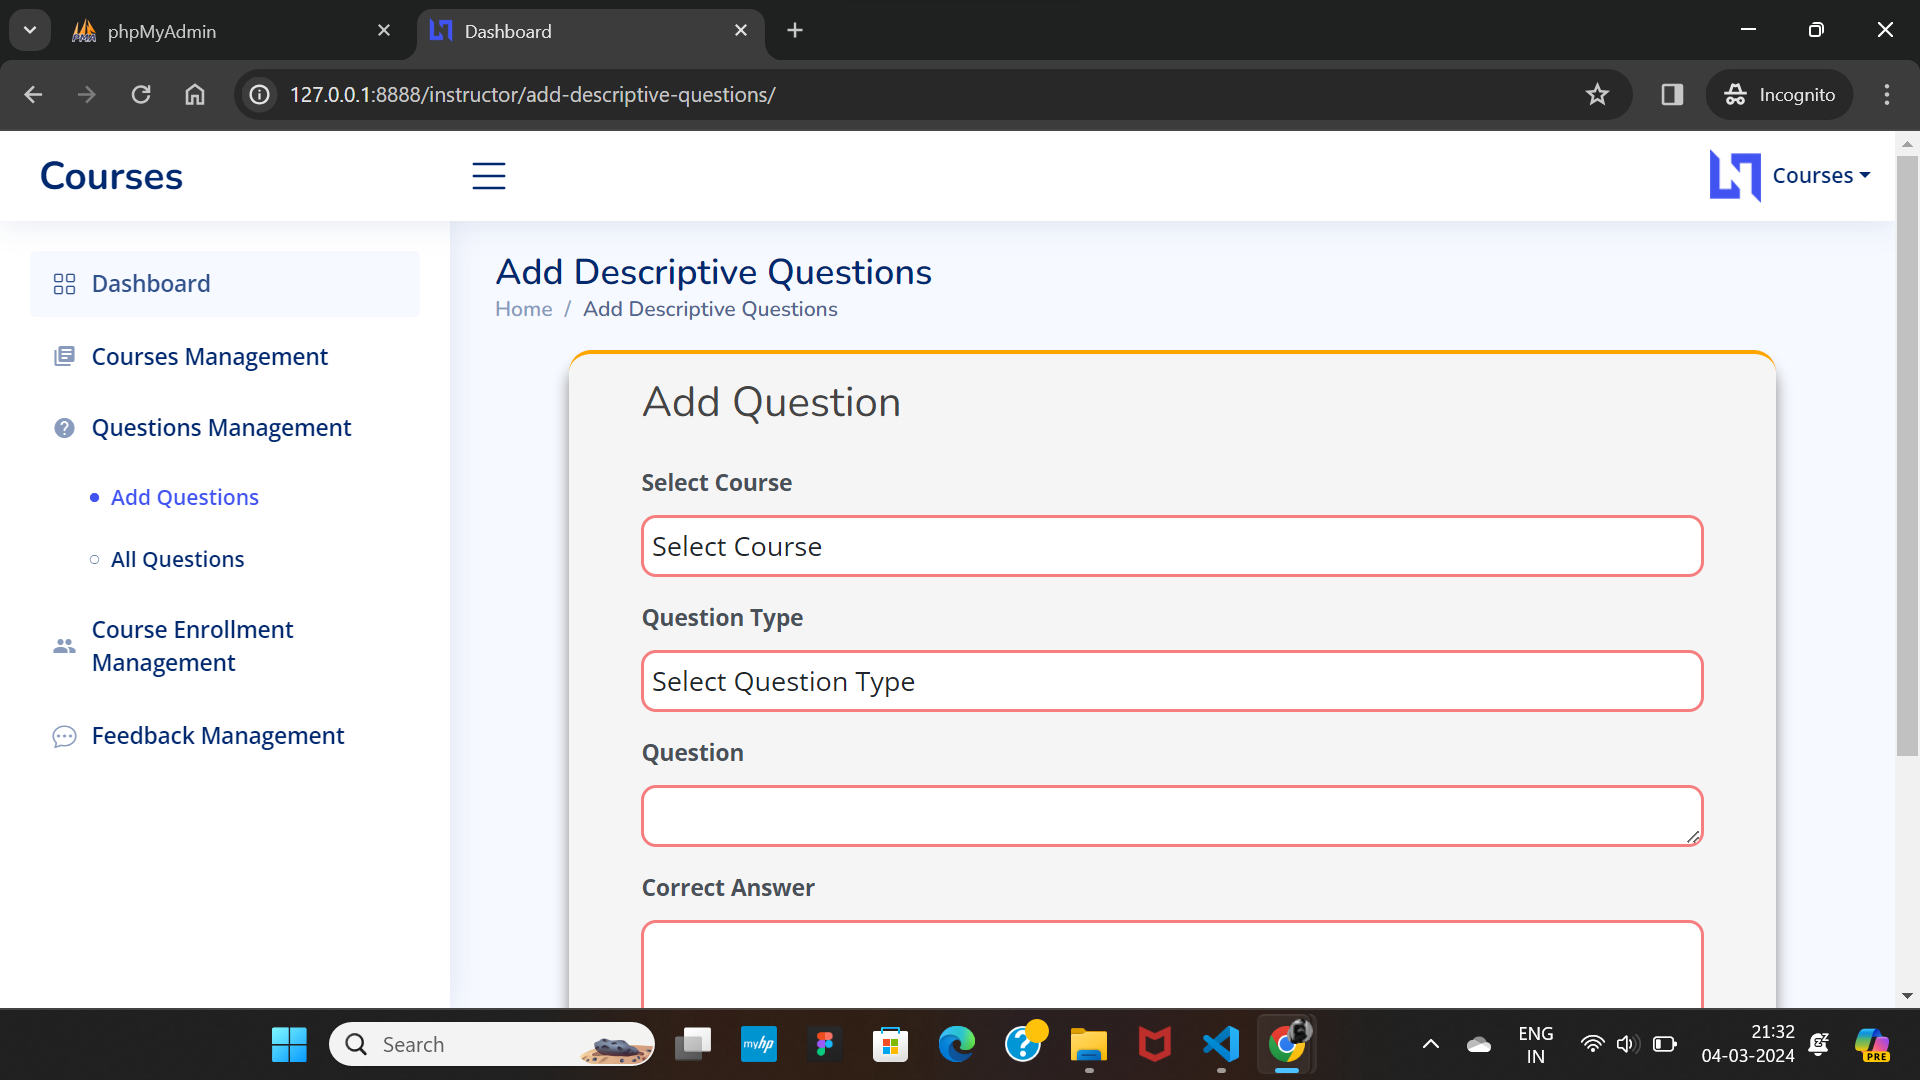 phpMyAdmin
Dashboard
127.0.0.1:8888/instructor/add-descriptive-questions/
Incognito
Courses
Courses
Dashboard
Courses Management
Questions Management
Add Questions
All Questions
Course Enrollment
Management
Feedback Management
Add Descriptive Questions
Home / Add Descriptive Questions
Add Question
Select Course
Select Course
Question Type
Select Question Type
Question
Correct Answer
Search
myhp
ENG
IN
21:32
04-03-2024
PRE